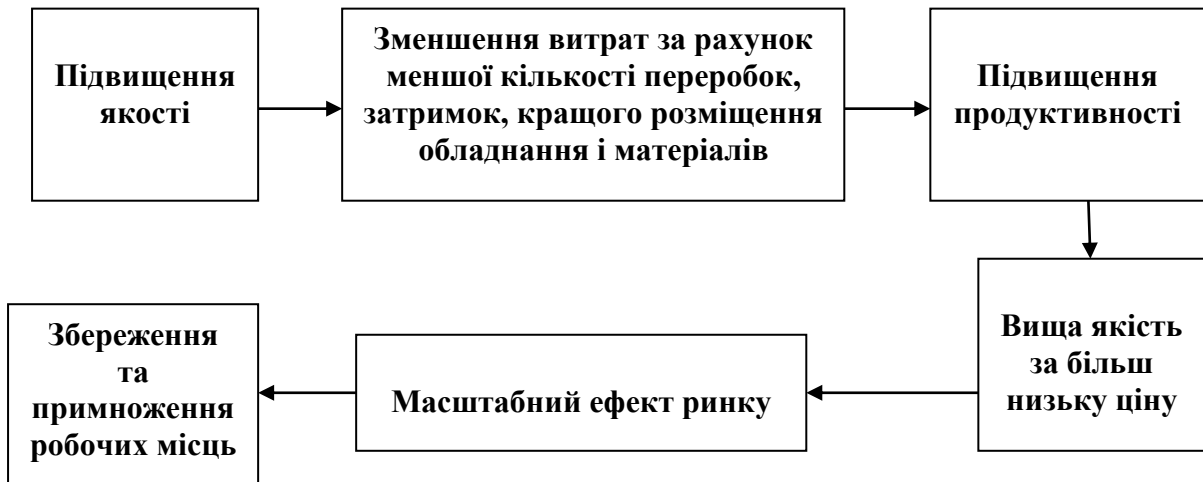 Підвищення
якості
Зменшення витрат за рахунок
меншої кількості переробок,
затримок, кращого розміщення
обладнання і матеріалів
Підвищення
продуктивності
Вища якість
за більш
низьку ціну
Масштабний ефект ринку
Збереження
та
примноження
робочих місць